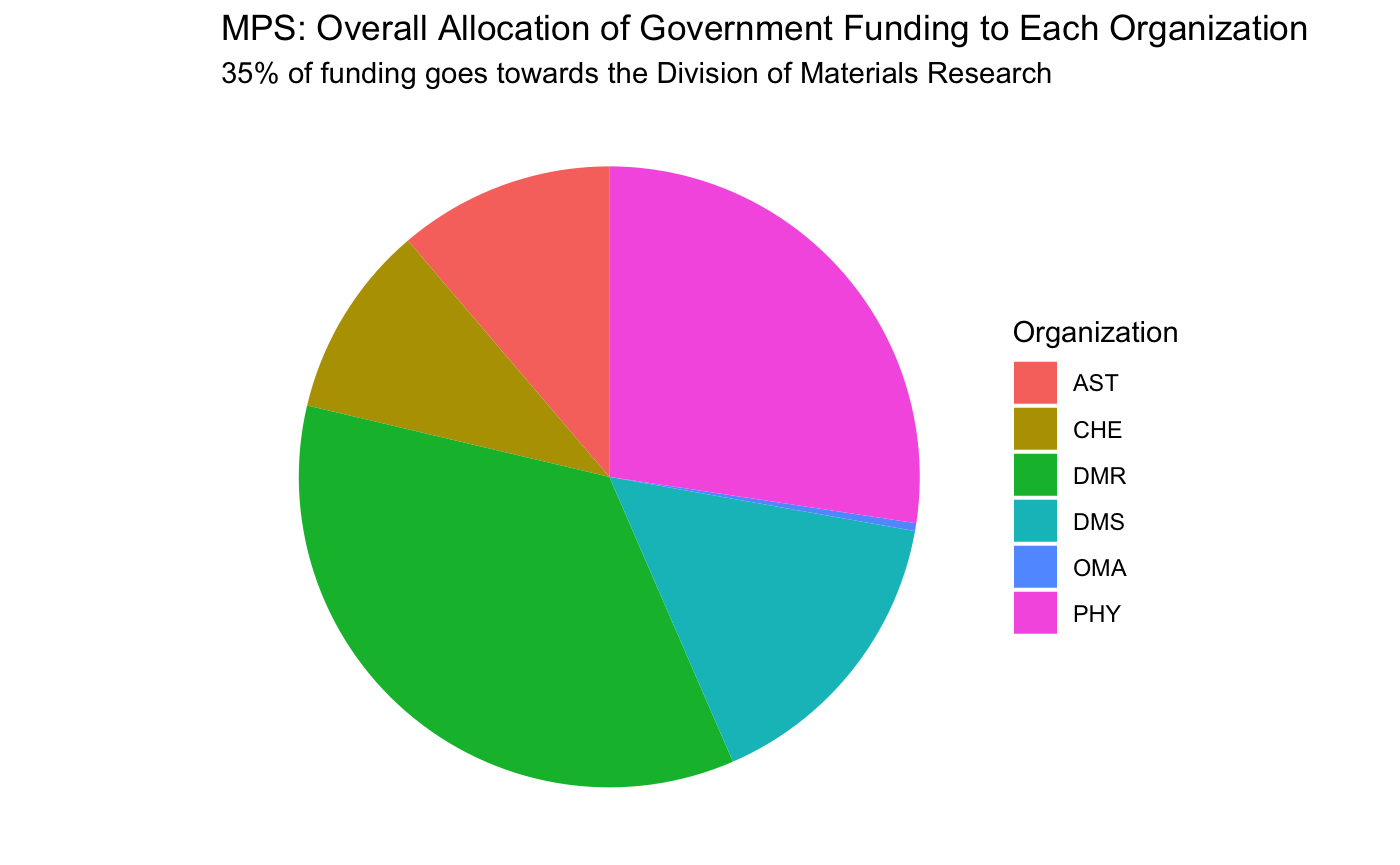 MPS: Overall Allocation of Government Funding to Each Organization
35% of funding goes towards the Division of Materials Research
Organization
AST
CHE
DMR
DMS
OMA
PHY